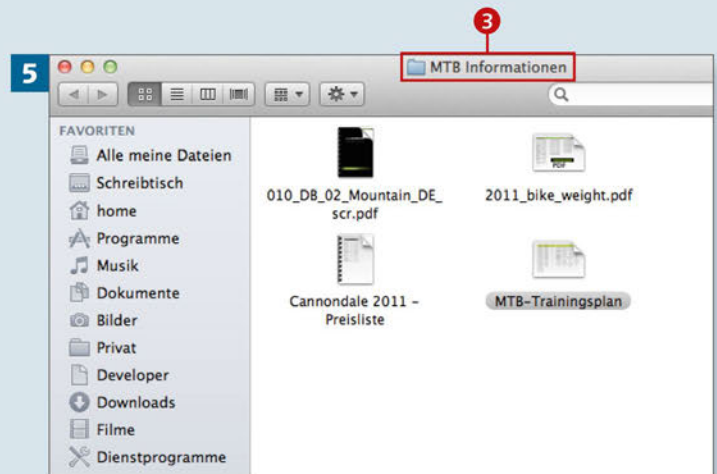 3
5
MTB Informationen
FAVORITEN
Alle meine Dateien
Schreibtisch
home
Programme
Musik
Dokumente
Bilder
Privat
Developer
Downloads
Filme
Dienstprogramme
010_DB_02_Mountain_DE_
scr.pdf
PDF
2011_bike_weight.pdf
Cannondale 2011 –
Preisliste
MTB-Trainingsplan